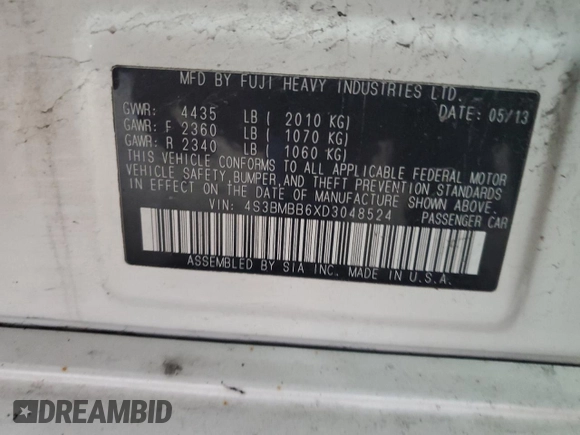 MFD BY FUJI HEAVY INDUSTRIES LTD.
GVWR: 4435 LB ( 2010 KG) DATE: 05/13
GAWR: F 2360 LB ( 1070 KG)
GAWR: R 2340 LB ( 1060 KG)
THIS VEHICLE CONFORMS TO ALL APPLICABLE FEDERAL MOTOR
VEHICLE SAFETY, BUMPER, AND THEFT PREVENTION STANDARDS
IN EFFECT ON THE DATE OF MANUFACTURE SHOWN ABOVE.
VIN: 4S3BMBB6XD3048524 PASSENGER CAR
ASSEMBLED BY SIA INC. MADE IN U.S.A.
DREAMBID